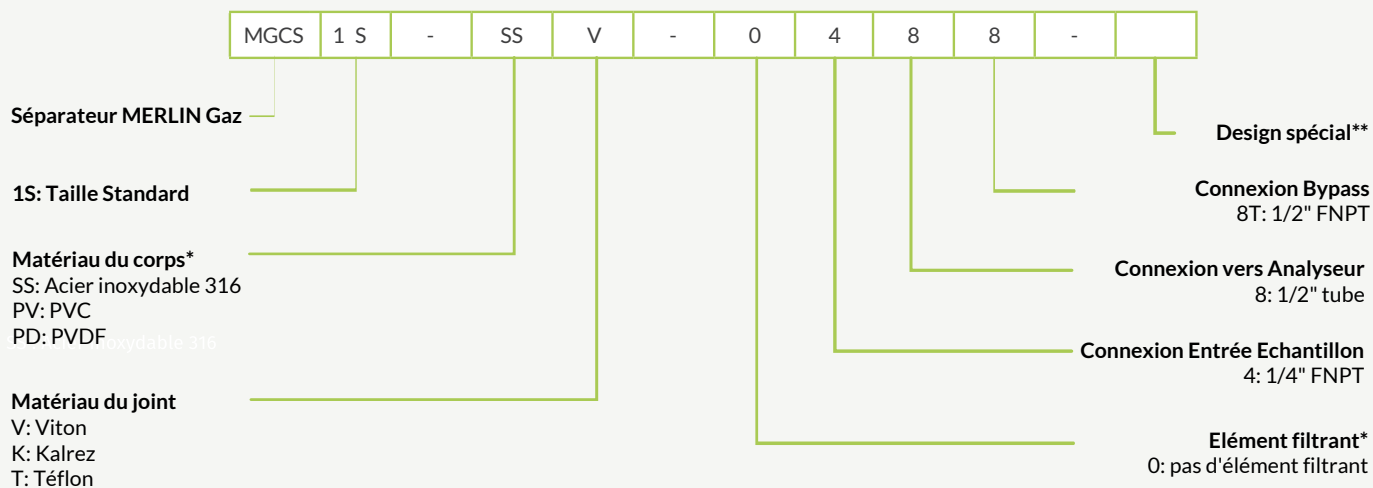 MGCS 1 S - SS V - 0 4 8 8 -
Séparateur MERLIN Gaz
1S: Taille Standard
Matériau du corps*
SS: Acier inoxydable 316
PV: PVC
PD: PVDF
Matériau du joint
V: Viton
K: Kalrez
T: Téflon
Design spécial**
Connexion Bypass
8T: 1/2" FNPT
Connexion vers Analyseur
8: 1/2" tube
Connexion Entrée Echantillon
4: 1/4" FNPT
Elément filtrant*
0: pas d'élément filtrant